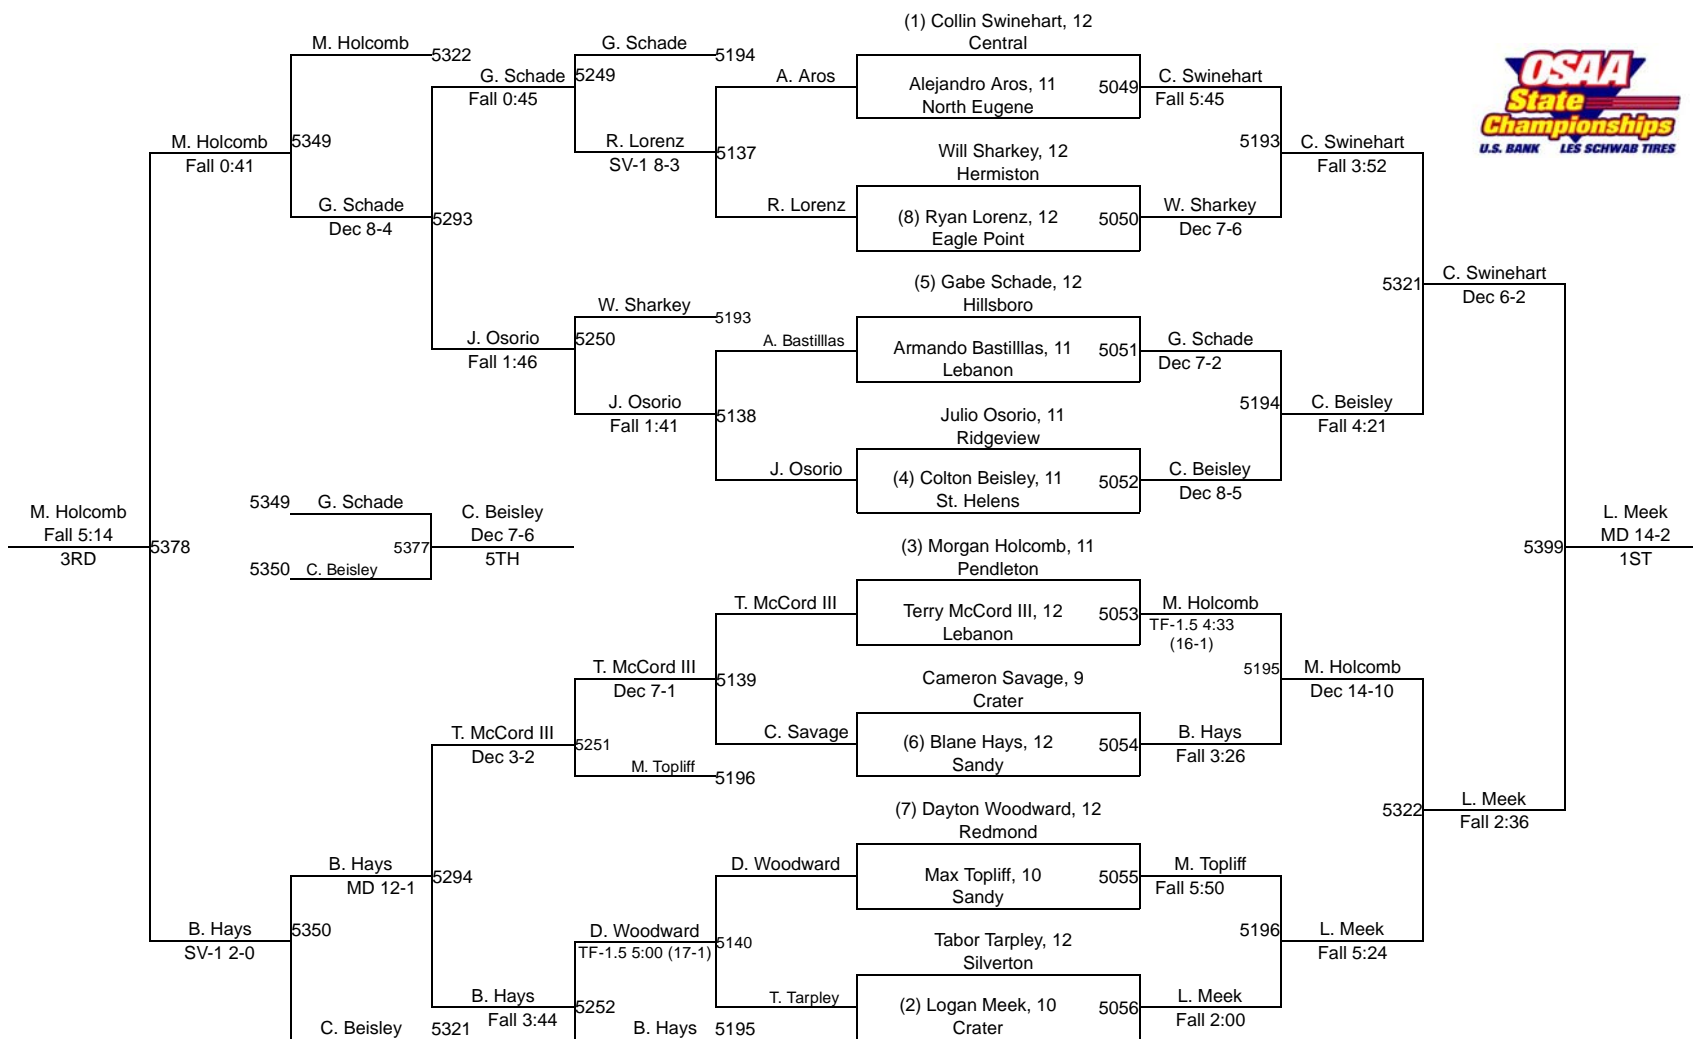 (1) Collin Swinehart, 12
Central
M. Holcomb
5322
G. Schade
5194
G. Schade
5249
A. Aros
Alejandro Aros, 11
5049
C. Swinehart
Fall 0:45
North Eugene
Fall 5:45
OSAA
State
Championships
U.S. BANK LES SCHWAB TIRES
M. Holcomb
5349
R. Lorenz
5137
Will Sharkey, 12
5193
C. Swinehart
Fall 0:41
SV-1 8-3
Hermiston
Fall 3:52
G. Schade
5293
R. Lorenz
(8) Ryan Lorenz, 12
5050
W. Sharkey
Dec 8-4
Eagle Point
Dec 7-6
(5) Gabe Schade, 12
5321
C. Swinehart
Hillsboro
Dec 6-2
W. Sharkey
5193
J. Osorio
5250
A. Bastilllas
Armando Bastilllas, 11
5051
G. Schade
Fall 1:46
Lebanon
Dec 7-2
J. Osorio
5138
Julio Osorio, 11
5194
C. Beisley
Fall 1:41
Ridgeview
Fall 4:21
J. Osorio
(4) Colton Beisley, 11
5052
C. Beisley
St. Helens
Dec 8-5
M. Holcomb
5349
G. Schade
C. Beisley
L. Meek
Fall 5:14
5378
5377
Dec 7-6
5399
MD 14-2
3RD
5350
C. Beisley
5TH
1ST
(3) Morgan Holcomb, 11
Pendleton
T. McCord III
Terry McCord III, 12
5053
M. Holcomb
Lebanon
TF-1.5 4:33
(16-1)
T. McCord III
5139
Cameron Savage, 9
5195
M. Holcomb
Dec 7-1
Crater
Dec 14-10
T. McCord III
5251
C. Savage
(6) Blane Hays, 12
5054
B. Hays
Dec 3-2
Sandy
Fall 3:26
M. Topliff
5196
(7) Dayton Woodward, 12
5322
L. Meek
Redmond
Fall 2:36
B. Hays
5294
D. Woodward
Max Topliff, 10
5055
M. Topliff
MD 12-1
Sandy
Fall 5:50
B. Hays
5350
D. Woodward
5140
Tabor Tarpley, 12
5196
L. Meek
SV-1 2-0
TF-1.5 5:00 (17-1)
Silverton
Fall 5:24
B. Hays
5252
T. Tarpley
(2) Logan Meek, 10
5056
L. Meek
Fall 3:44
Crater
Fall 2:00
C. Beisley
5321
B. Hays
5195